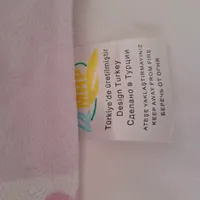 Türkiye'de üretilmiştir
Design Turkey
Сделано в Турции
ATEŞE YAKLAŞTIRMAYINIZ
KEEP AWAY FROM FIRE
БЕРЕЧЬ ОТ ОГНЯ